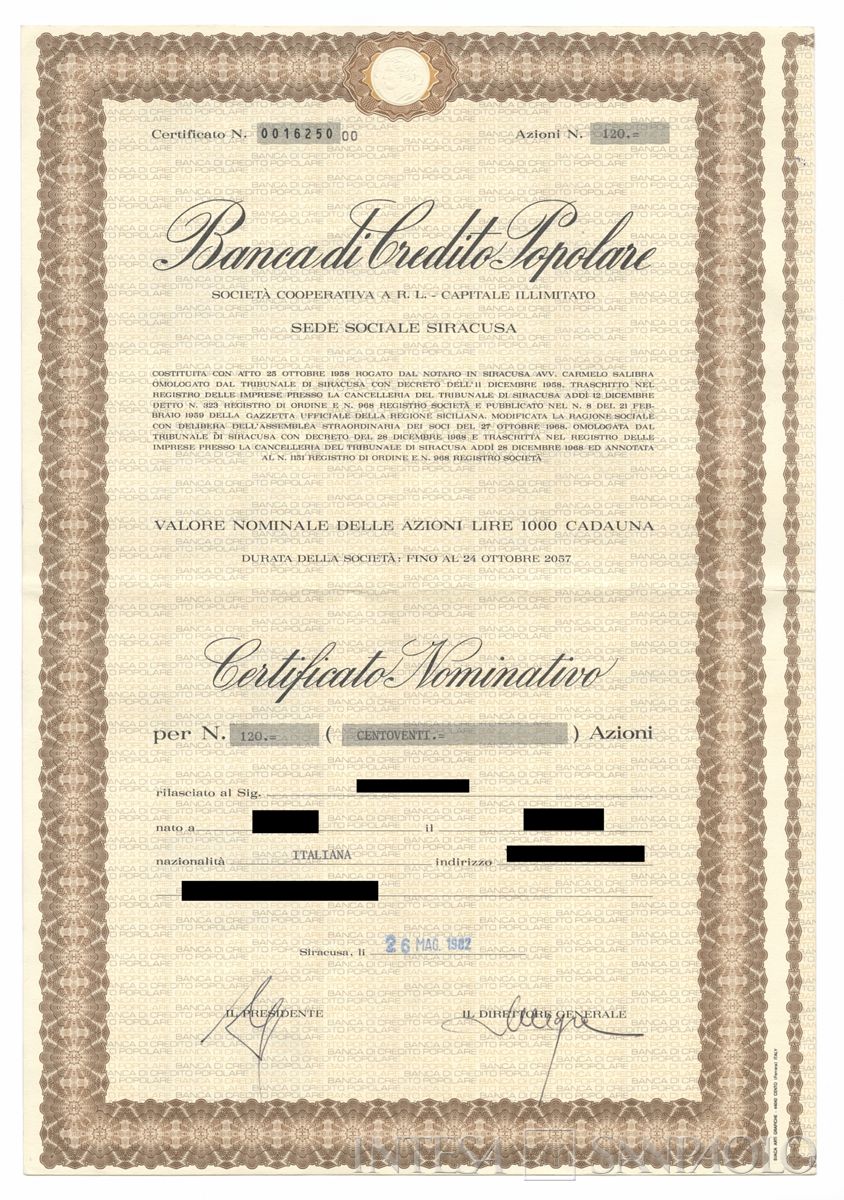 Certificato N. 0016250 00 Azioni N. 120.=
Banca di Credito Popolare
SOCIETÀ COOPERATIVA A R. L. - CAPITALE ILLIMITATO
SEDE SOCIALE SIRACUSA
COSTITUITA CON ATTO 25 OTTOBRE 1958 ROGATO DAL NOTARO IN SIRACUSA AVV. CARMELO SALIBRA
OMOLOGATO DAL TRIBUNALE DI SIRACUSA CON DECRETO DELL'11 DICEMBRE 1958. TRASCRITTO NEL
REGISTRO DELLE IMPRESE PRESSO LA CANCELLERIA DEL TRIBUNALE DI SIRACUSA ADDÌ 12 DICEMBRE
DETTO N. 323 REGISTRO DI ORDINE E N. 968 REGISTRO SOCIETÀ E PUBBLICATO NEL N. 8 DEL 21 FEB-
BRAIO 1959 DELLA GAZZETTA UFFICIALE DELLA REGIONE SICILIANA. MODIFICATA LA RAGIONE SOCIALE
CON DELIBERA DELL'ASSEMBLEA STRAORDINARIA DEI SOCI DEL 27 OTTOBRE 1968. OMOLOGATA DAL
TRIBUNALE DI SIRACUSA CON DECRETO DEL 28 DICEMBRE 1968 E TRASCRITTA NEL REGISTRO DELLE
IMPRESE PRESSO LA CANCELLERIA DEL TRIBUNALE DI SIRACUSA ADDÌ 28 DICEMBRE 1968 ED ANNOTATA
AL N. 1151 REGISTRO DI ORDINE E N. 968 REGISTRO SOCIETÀ
VALORE NOMINALE DELLE AZIONI LIRE 1000 CADAUNA
DURATA DELLA SOCIETÀ: FINO AL 24 OTTOBRE 2057
Certificato Nominativo
per N. 120.= ( CENTOVENTI.= ) Azioni
rilasciato al Sig.
nato a il
nazionalità ITALIANA indirizzo
Siracusa, lì 26 MAG. 1982
IL PRESIDENTE IL DIRETTORE GENERALE
INTESA SANPAOLO